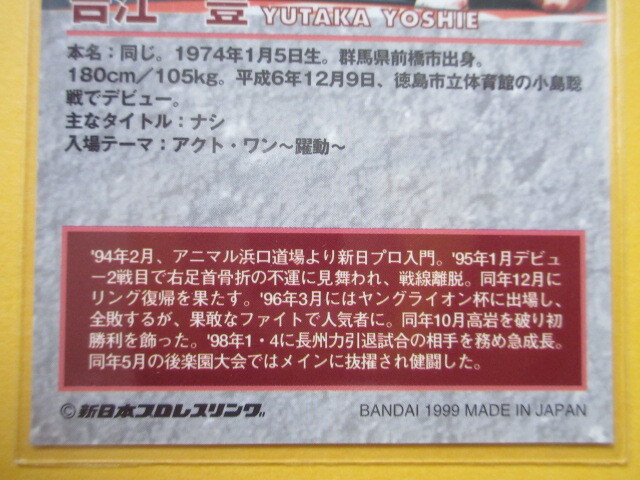 吉江 豊 YUTAKA YOSHIE
本名：同じ。1974年1月5日生。群馬県前橋市出身。
180cm／105kg。平成6年12月9日、徳島市立体育館の小島聡
戦でデビュー。
主なタイトル：ナシ
入場テーマ：アクト・ワン〜躍動〜
'94年2月、アニマル浜口道場より新日プロ入門。'95年1月デビュ
ー2戦目で右足首骨折の不運に見舞われ、戦線離脱。同年12月に
リング復帰を果たす。'96年3月にはヤングライオン杯に出場し、
全敗するが、果敢なファイトで人気者に。同年10月高岩を破り初
勝利を飾った。'98年1・4に長州力引退試合の相手を務め急成長。
同年5月の後楽園大会ではメインに抜擢され健闘した。
©新日本プロレスリング BANDAI 1999 MADE IN JAPAN